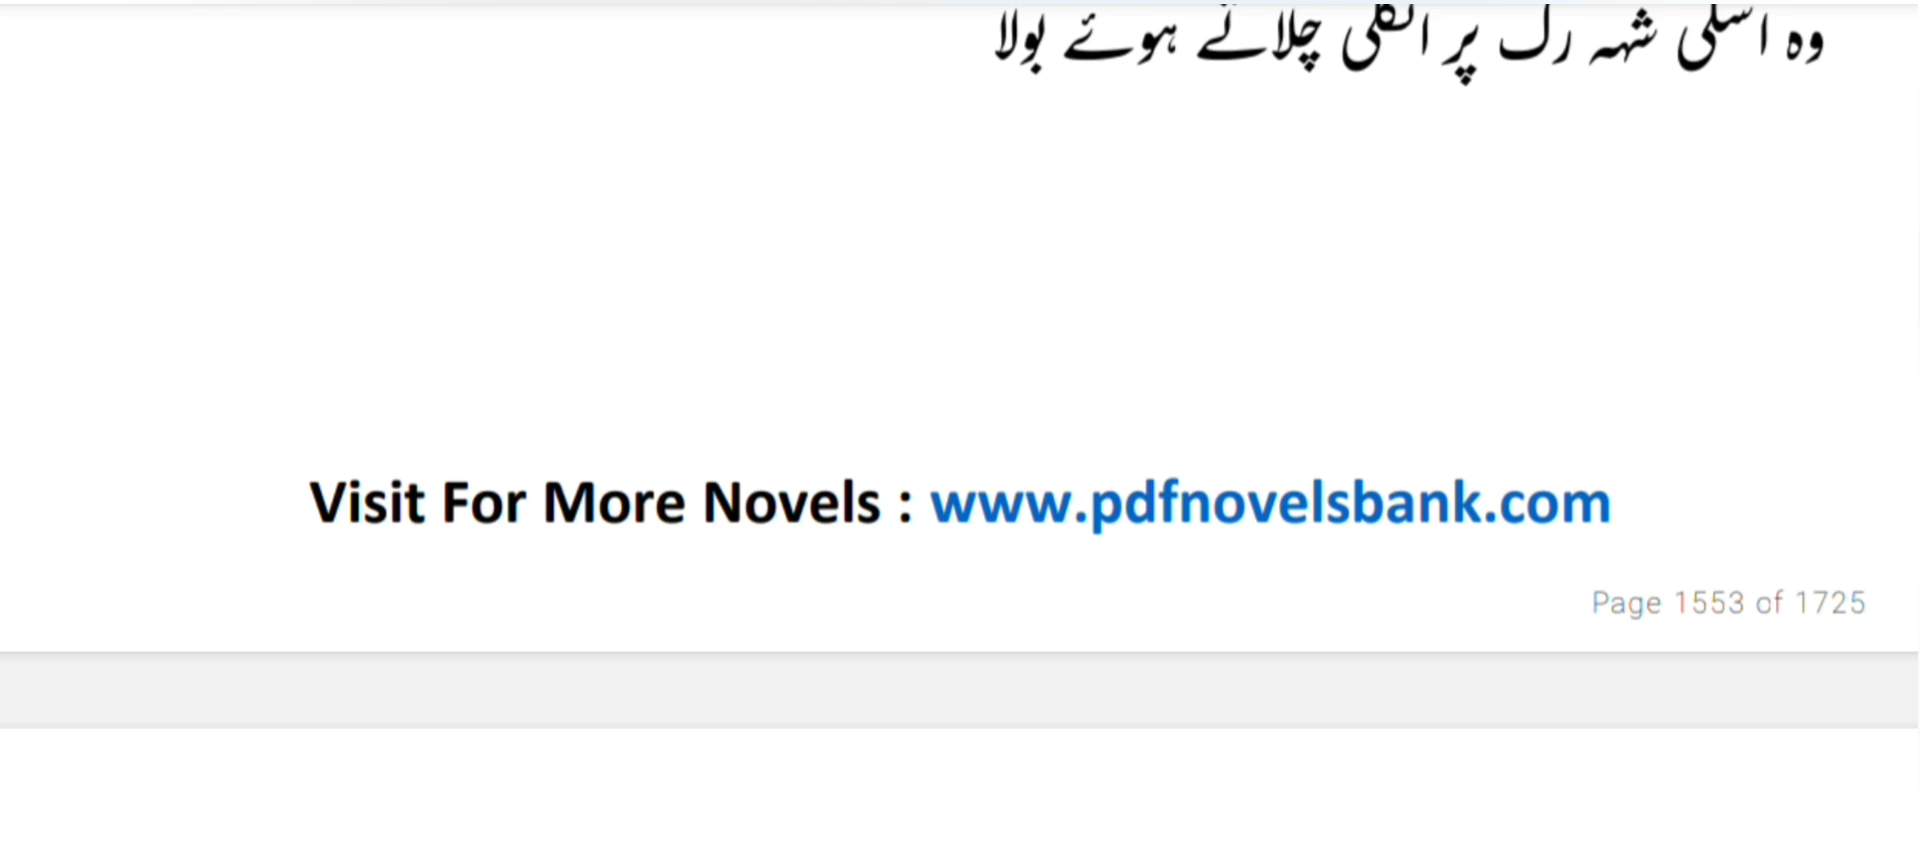 وہ اسکی شہہ رگ پر انگلی چلاتے ہوئے بولا
Visit For More Novels : www.pdfnovelsbank.com
Page 1553 of 1725